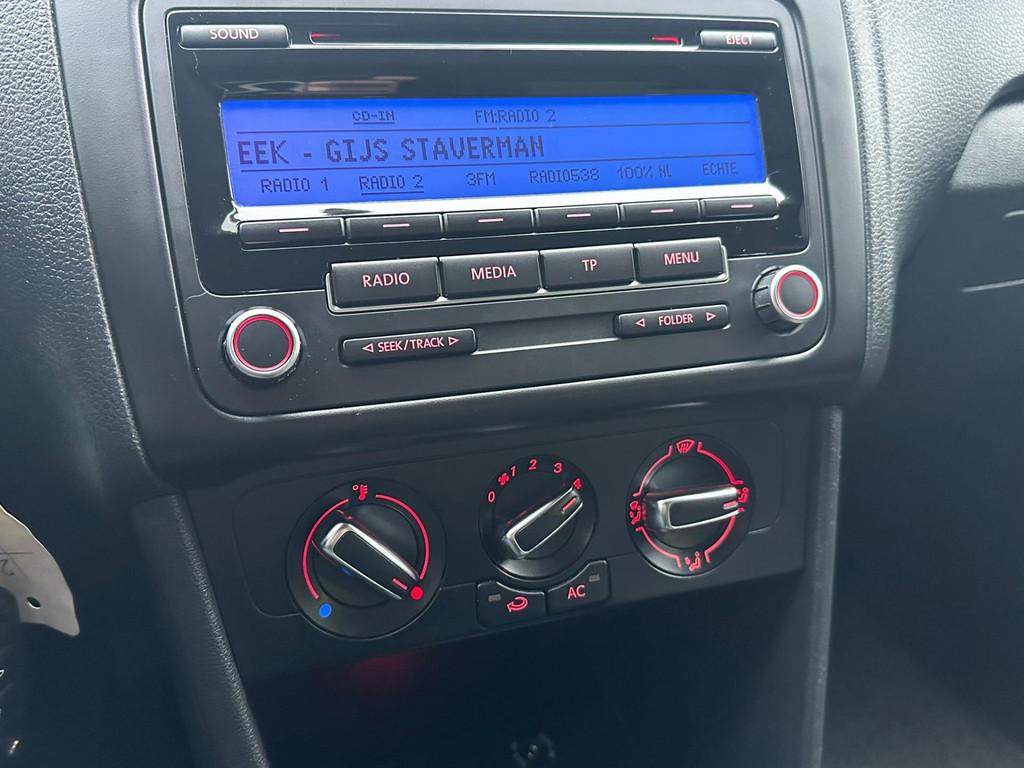 SOUND
EJECT
CD-IN FM:RADIO 2
EEK - GIJS STAVERMAN
RADIO 1 RADIO 2 3FM RADIO538 100% NL ECHTE
RADIO MEDIA TP MENU
SEEK/TRACK FOLDER
0 1 2 3 4
AC
2